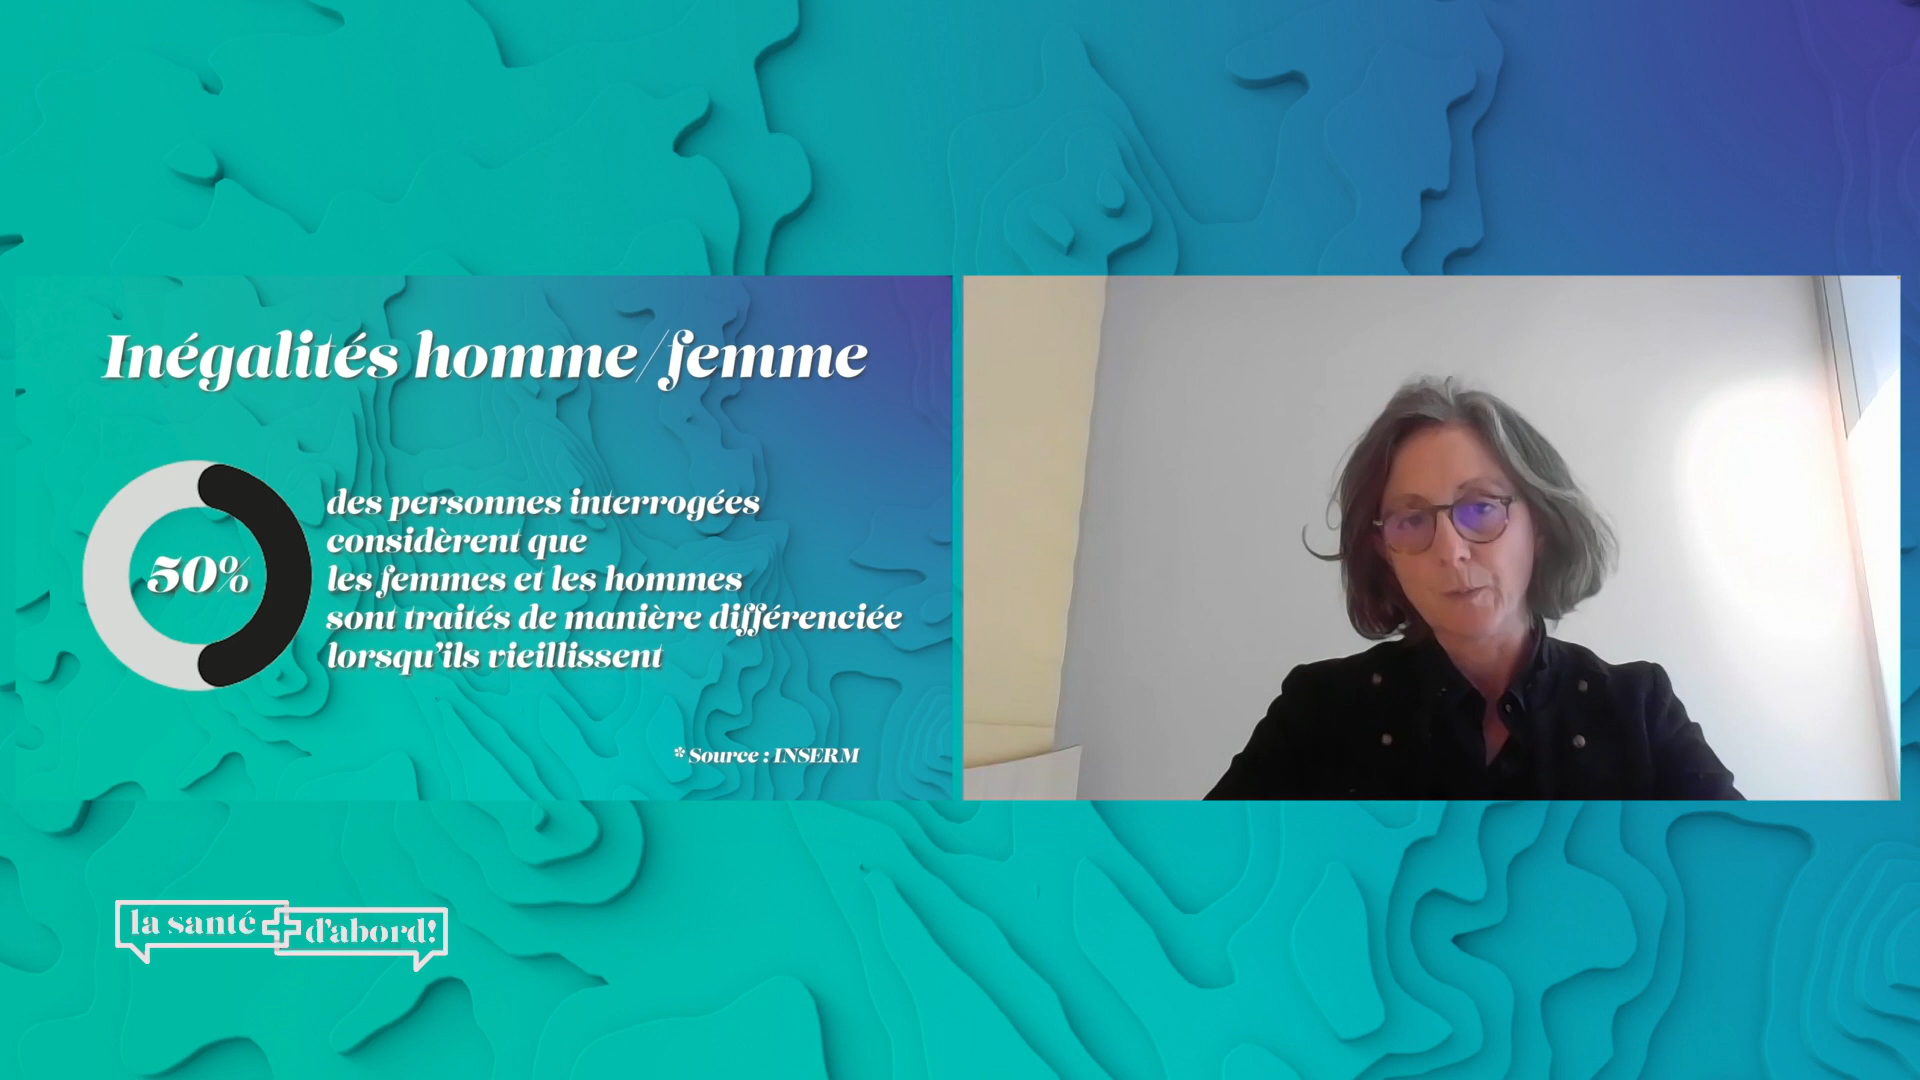 Inégalités homme/femme
50%
des personnes interrogées
considèrent que
les femmes et les hommes
sont traités de manière différenciée
lorsqu'ils vieillissent
* Source : INSERM
la santé d'abord!